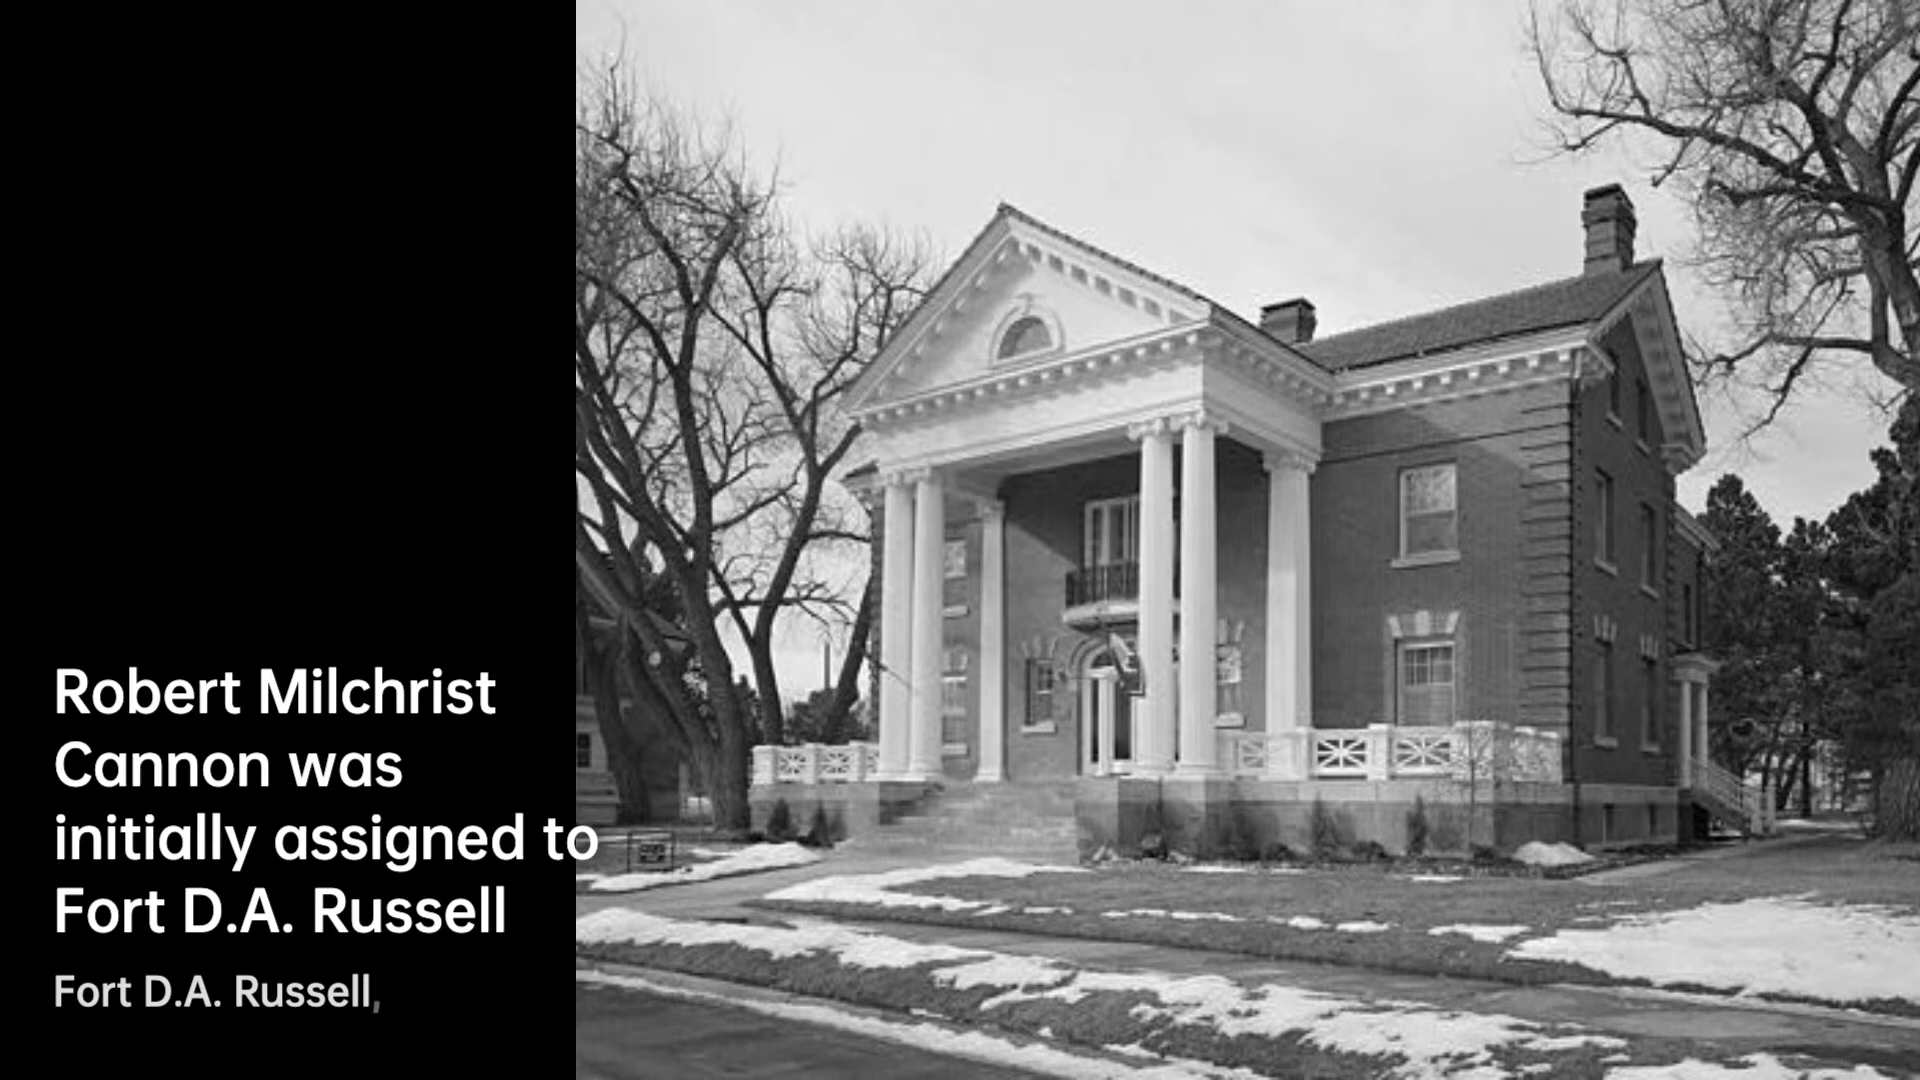 Robert Milchrist
Cannon was
initially assigned to
Fort D.A. Russell
Fort D.A. Russell,